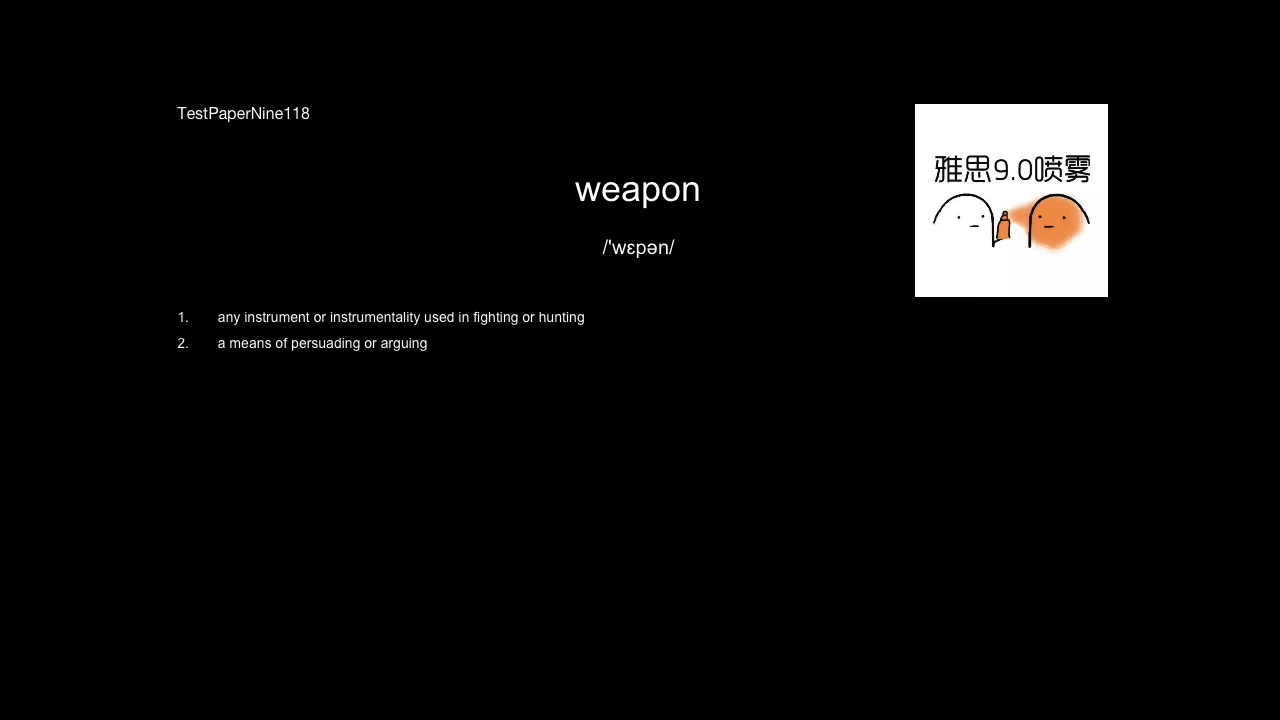 TestPaperNine118
雅思9.0喷雾
weapon
/'wɛpən/
1. any instrument or instrumentality used in fighting or hunting
2. a means of persuading or arguing